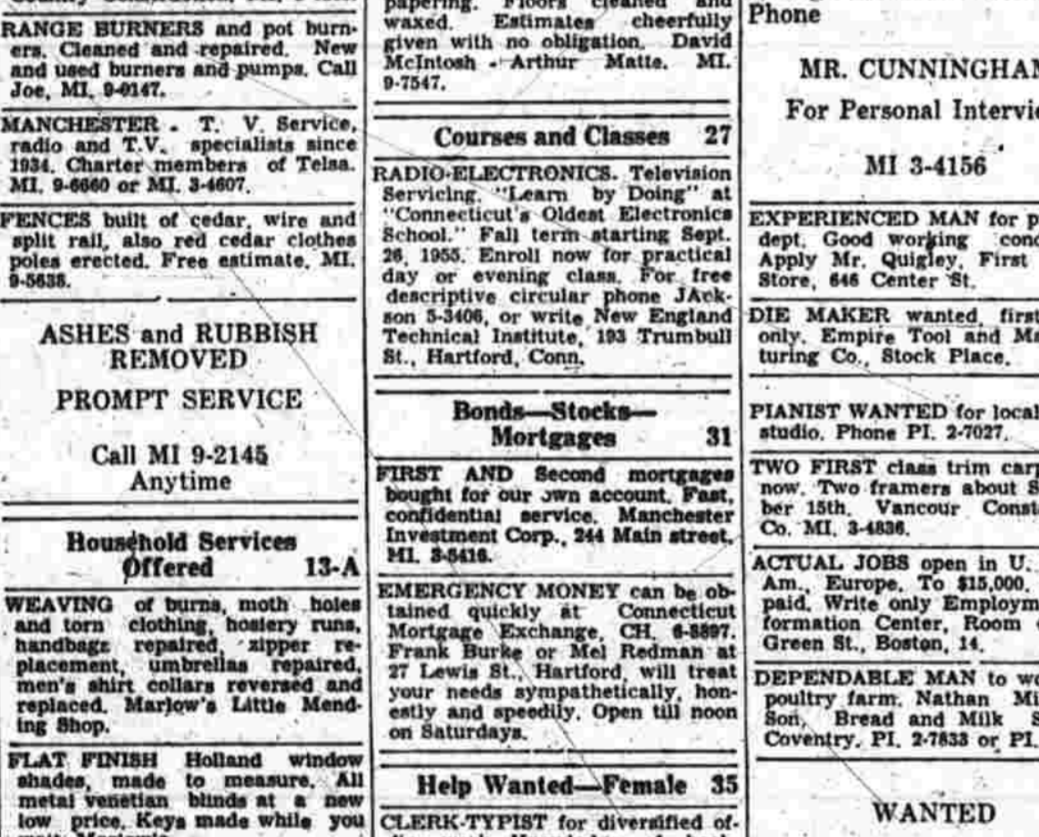 RANGE BURNERS and pot burn-
ers. Cleaned and repaired. New
and used burners and pumps. Call
Joe, MI. 9-0147.
MANCHESTER - T. V. Service,
radio and T.V. specialists since
1934. Charter members of Telsa.
MI. 9-6660 or MI. 3-4607.
FENCES built of cedar, wire and
split rail, also red cedar clothes
poles erected. Free estimate. MI.
9-5638.
ASHES and RUBBISH
REMOVED
PROMPT SERVICE
Call MI 9-2145
Anytime
Household Services
Offered 13-A
WEAVING of burns, moth holes
and torn clothing, hosiery runs,
handbags repaired, zipper re-
placement, umbrellas repaired,
men's shirt collars reversed and
replaced. Marlow's Little Mend-
ing Shop.
FLAT FINISH Holland window
shades, made to measure. All
metal venetian blinds at a new
low price. Keys made while you
papering. Floors cleaned and
waxed. Estimates cheerfully
given with no obligation. David
McIntosh - Arthur Matte. MI.
9-7547.
Courses and Classes 27
RADIO-ELECTRONICS. Television
Servicing. "Learn by Doing" at
"Connecticut's Oldest Electronics
School." Fall term starting Sept.
26, 1955. Enroll now for practical
day or evening class. For free
descriptive circular phone JAck-
son 5-3406, or write New England
Technical Institute, 193 Trumbull
St., Hartford, Conn.
Bonds—Stocks—
Mortgages 31
FIRST AND Second mortgages
bought for our own account. Fast,
confidential service. Manchester
Investment Corp., 244 Main street.
MI. 3-5416.
EMERGENCY MONEY can be ob-
tained quickly at Connecticut
Mortgage Exchange, CH. 6-8897.
Frank Burke or Mel Redman at
27 Lewis St., Hartford, will treat
your needs sympathetically, hon-
estly and speedily. Open till noon
on Saturdays.
Help Wanted—Female 35
CLERK-TYPIST for diversified of-
Phone
MR. CUNNINGHAM
For Personal Intervie
MI 3-4156
EXPERIENCED MAN for p
dept. Good working cond
Apply Mr. Quigley, First
Store, 646 Center St.
DIE MAKER wanted, first
only. Empire Tool and Ma
turing Co., Stock Place.
PIANIST WANTED for local
studio. Phone PI. 2-7027.
TWO FIRST class trim carp
now. Two framers about S
ber 15th. Vancour Const
Co. MI. 3-4836.
ACTUAL JOBS open in U.
Am., Europe. To $15,000.
paid. Write only Employm
formation Center, Room
Green St., Boston, 14.
DEPENDABLE MAN to wo
poultry farm. Nathan Mi
Son, Bread and Milk S
Coventry. PI. 2-7833 or PI.
WANTED